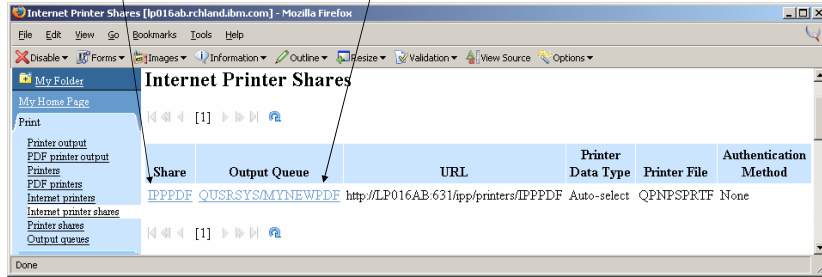 Internet Printer Shares [lp016ab.rchland.ibm.com] - Mozilla Firefox
File Edit View Go Bookmarks Tools Help
Disable Forms Images Information Outline Resize Validation View Source Options
My Folder
My Home Page
Print
Printer output
PDF printer output
Printers
PDF printers
Internet printers
Internet printer shares
Printer shares
Output queues
Internet Printer Shares
[1]
Share Output Queue URL Printer Data Type Printer File Authentication Method
IPPPDF QUSRSYS/MYNEWPDF http://LP016AB:631/ipp/printers/IPPPDF Auto-select QPNPSPRTF None
[1]
Done